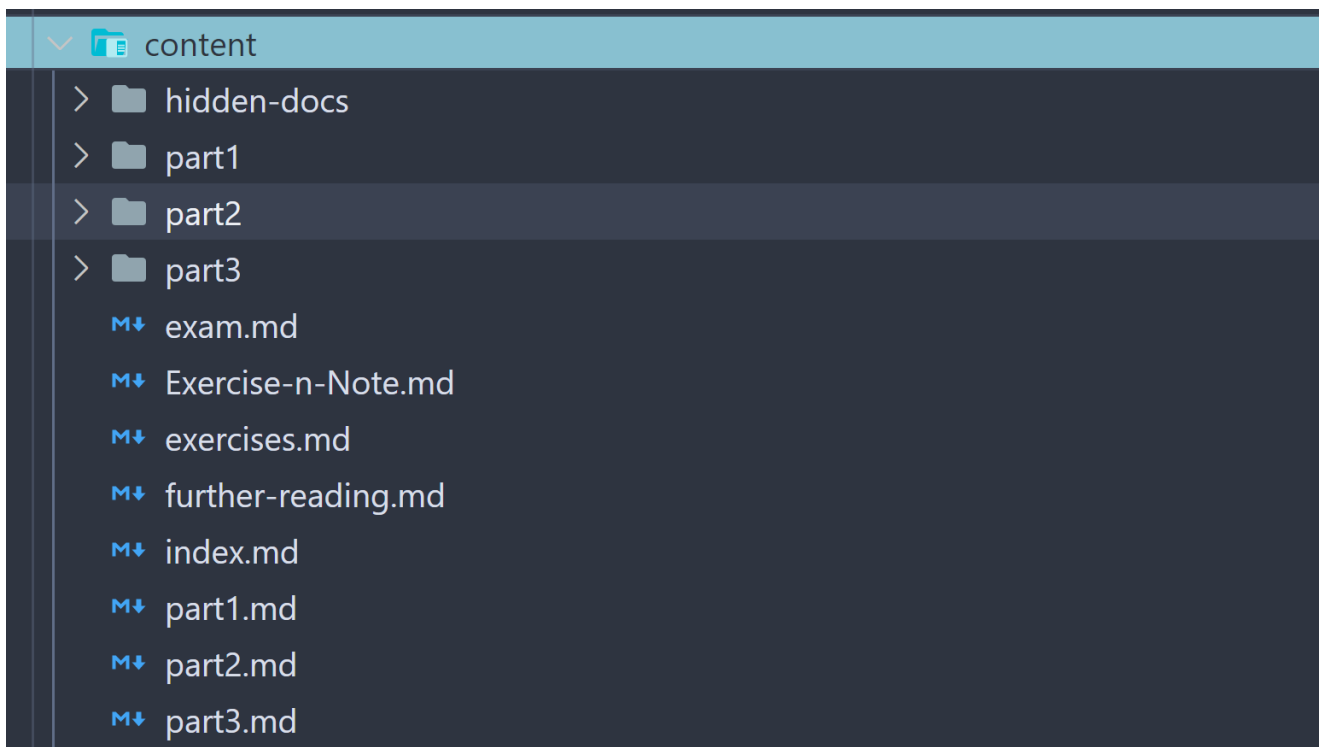 content
hidden-docs
part1
part2
part3
exam.md
Exercise-n-Note.md
exercises.md
further-reading.md
index.md
part1.md
part2.md
part3.md